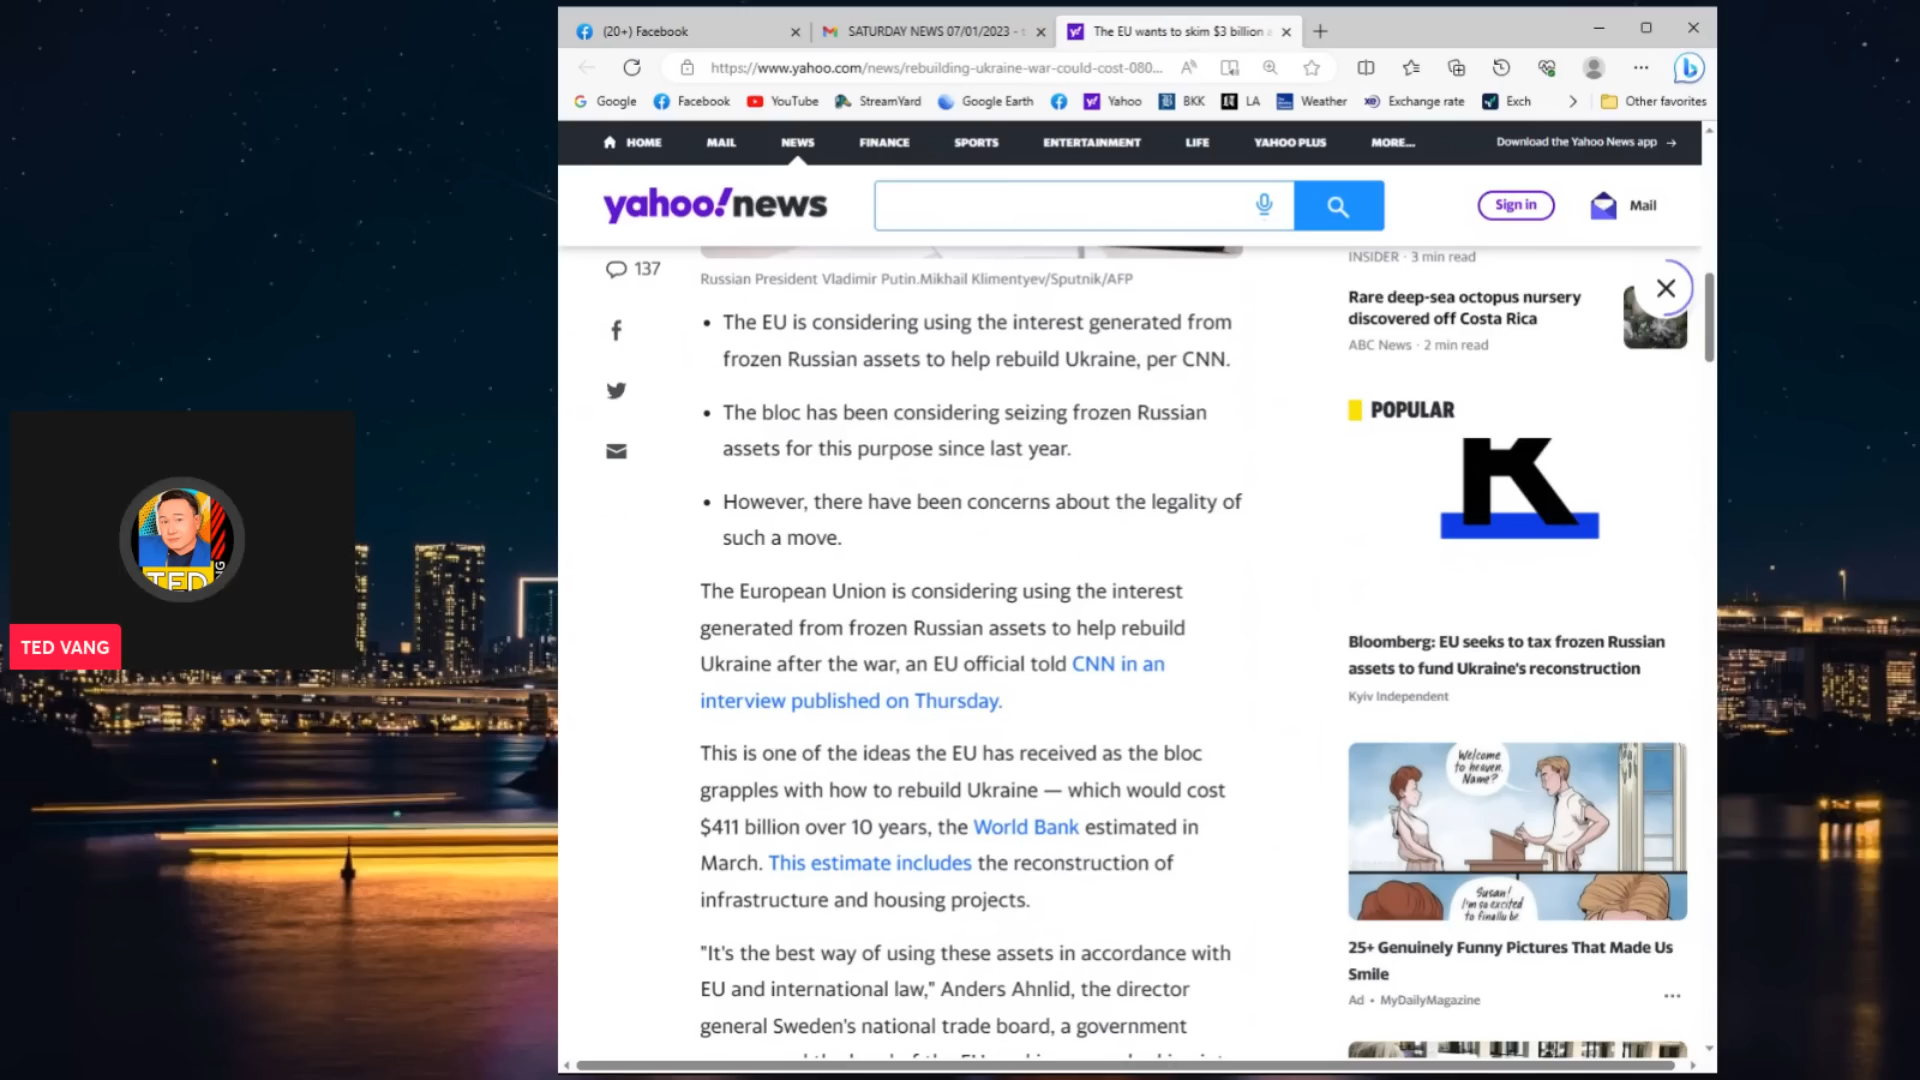 (20+) Facebook
SATURDAY NEWS 07/01/2023 -
The EU wants to skim $3 billion
https://www.yahoo.com/news/rebuilding-ukraine-war-could-cost-080...
Google
Facebook
YouTube
StreamYard
Google Earth
Yahoo
BKK
LA
Weather
Exchange rate
Exch
Other favorites
HOME
MAIL
NEWS
FINANCE
SPORTS
ENTERTAINMENT
LIFE
YAHOO PLUS
MORE...
Download the Yahoo News app →
yahoo!news
Sign in
Mail
137
Russian President Vladimir Putin.Mikhail Klimentyev/Sputnik/AFP
• The EU is considering using the interest generated from
frozen Russian assets to help rebuild Ukraine, per CNN.
• The bloc has been considering seizing frozen Russian
assets for this purpose since last year.
• However, there have been concerns about the legality of
such a move.
The European Union is considering using the interest
generated from frozen Russian assets to help rebuild
Ukraine after the war, an EU official told CNN in an
interview published on Thursday.
This is one of the ideas the EU has received as the bloc
grapples with how to rebuild Ukraine — which would cost
$411 billion over 10 years, the World Bank estimated in
March. This estimate includes the reconstruction of
infrastructure and housing projects.
"It's the best way of using these assets in accordance with
EU and international law," Anders Ahnlid, the director
general Sweden's national trade board, a government
INSIDER · 3 min read
Rare deep-sea octopus nursery
discovered off Costa Rica
ABC News · 2 min read
POPULAR
K
Bloomberg: EU seeks to tax frozen Russian
assets to fund Ukraine's reconstruction
Kyiv Independent
Welcome
to heaven.
Name?
Susan!
I'm so excited
to finally be
25+ Genuinely Funny Pictures That Made Us
Smile
Ad • MyDailyMagazine
TED
TED VANG